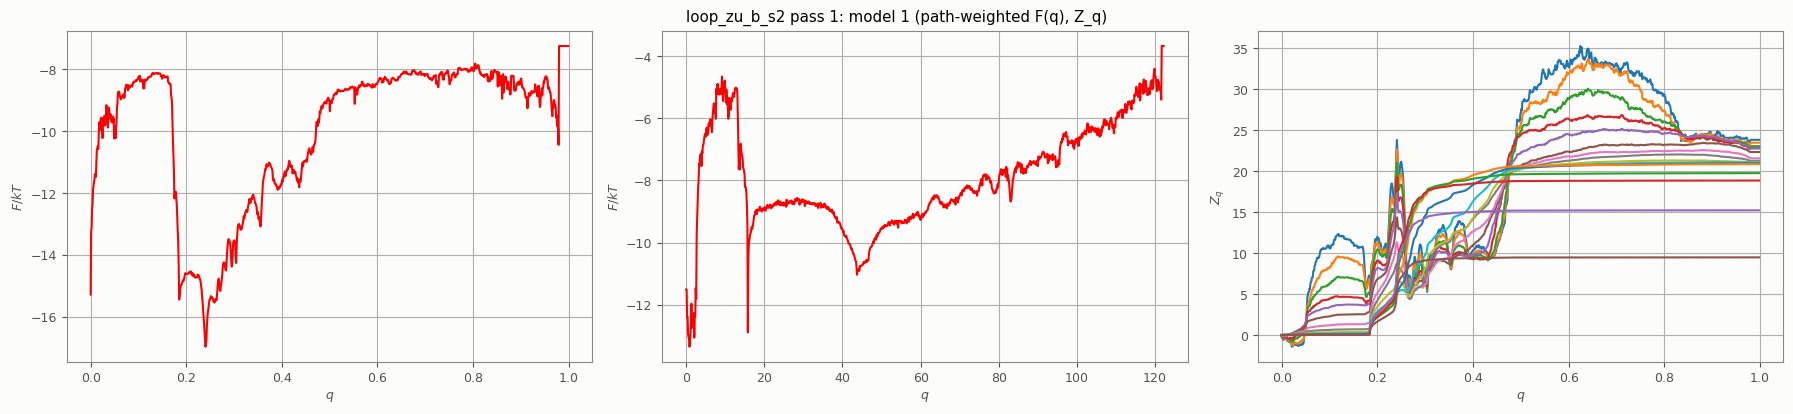 loop_zu_b_s2 pass 1: model 1 (path-weighted F(q), Z_q)
F/kT
−8
−10
−12
−14
−16
0.0 0.2 0.4 0.6 0.8 1.0
q
F/kT
−4
−6
−8
−10
−12
0 20 40 60 80 100 120
q
Z_q
35
30
25
20
15
10
5
0
0.0 0.2 0.4 0.6 0.8 1.0
q